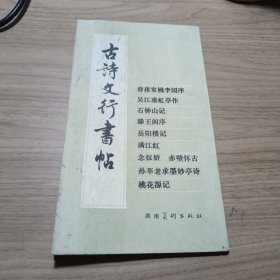 古詩文行書帖
春夜宴桃李园序
吴江垂虹亭作
石钟山记
滕王阁序
岳阳楼记
满江红
念奴娇 赤壁怀古
孙莘老求墨妙亭诗
桃花源记
湖南美术出版社